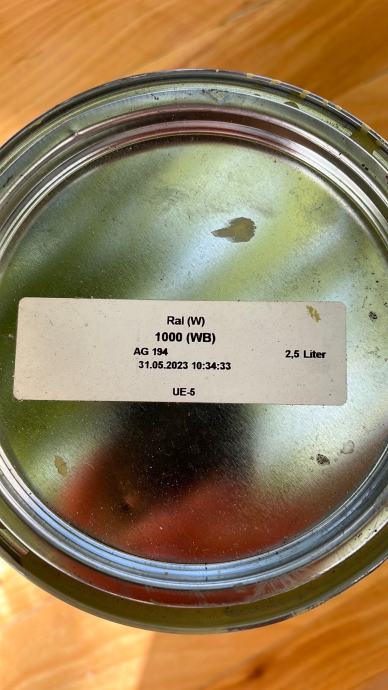 Ral (W)
1000 (WB)
AG 194 2,5 Liter
31.05.2023 10:34:33
UE-5